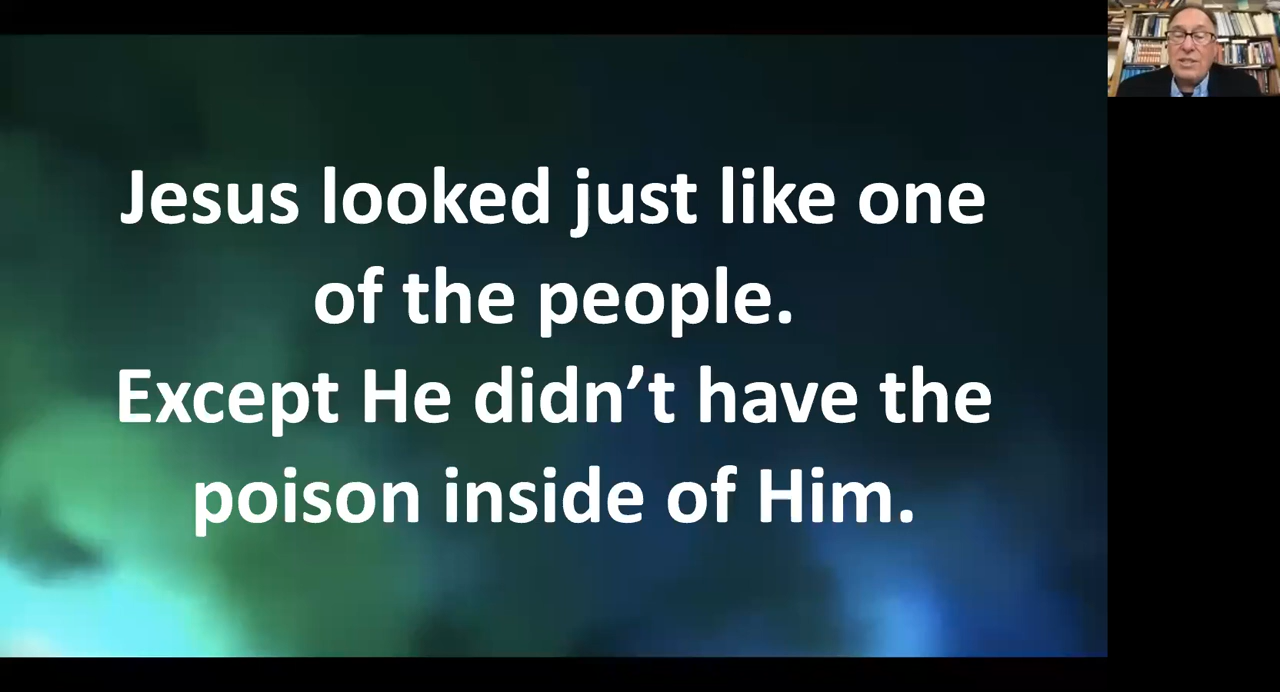 Jesus looked just like one
of the people.
Except He didn’t have the
poison inside of Him.